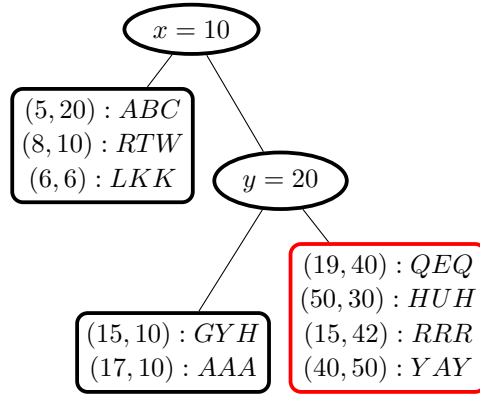 x = 10
(5, 20) : ABC
(8, 10) : RTW
(6, 6) : LKK
y = 20
(19, 40) : QEQ
(50, 30) : HUH
(15, 42) : RRR
(40, 50) : YAY
(15, 10) : GYH
(17, 10) : AAA